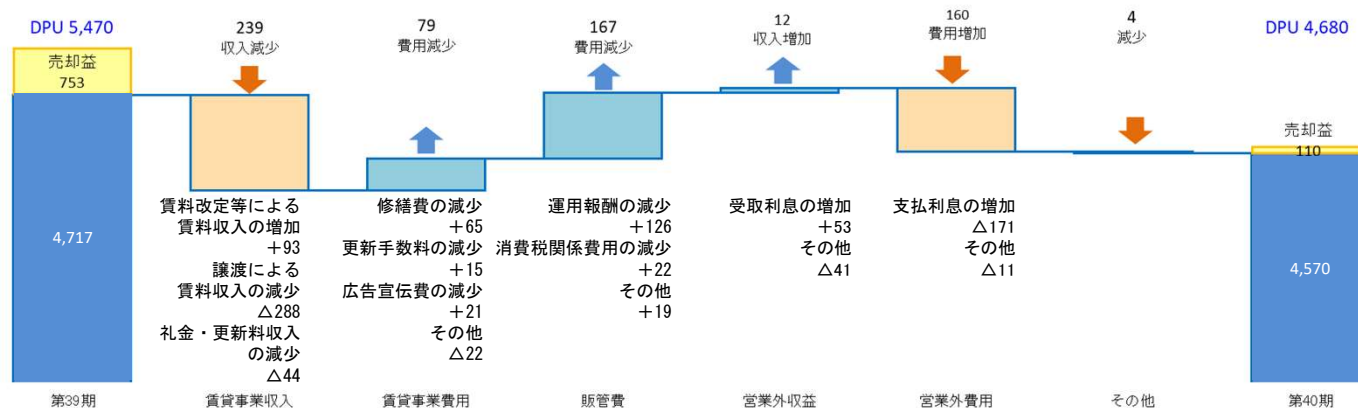 DPU 5,470
売却益
753
4,717
第39期
239
収入減少
賃料改定等による
賃料収入の増加
+93
譲渡による
賃料収入の減少
△288
礼金・更新料収入
の減少
△44
賃貸事業収入
79
費用減少
修繕費の減少
+65
更新手数料の減少
+15
広告宣伝費の減少
+21
その他
△22
賃貸事業費用
167
費用減少
運用報酬の減少
+126
消費税関係費用の減少
+22
その他
+19
販管費
12
収入増加
受取利息の増加
+53
その他
△41
営業外収益
160
費用増加
支払利息の増加
△171
その他
△11
営業外費用
4
減少
その他
DPU 4,680
売却益
110
4,570
第40期